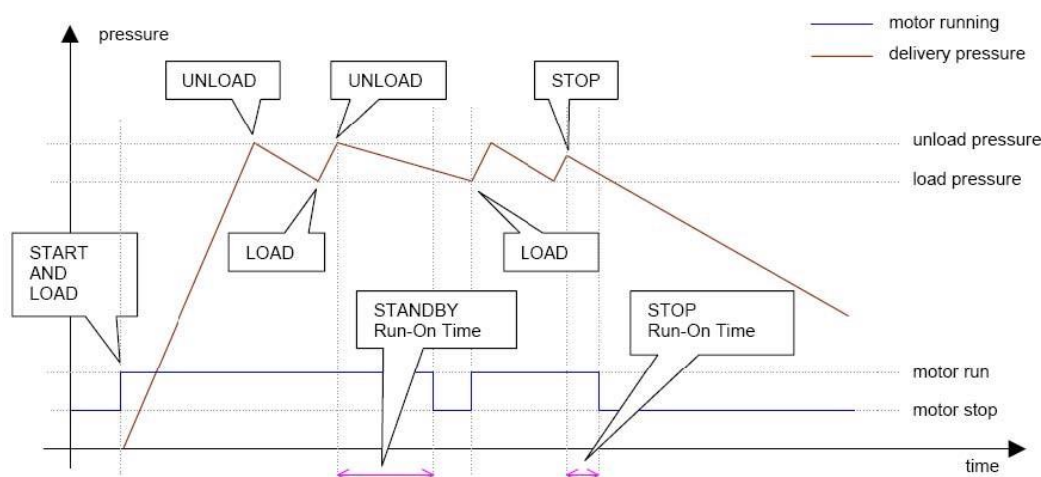 motor running
pressure
delivery pressure
UNLOAD
UNLOAD
STOP
unload pressure
load pressure
START
AND
LOAD
LOAD
LOAD
STANDBY
Run-On Time
STOP
Run-On Time
motor run
motor stop
time